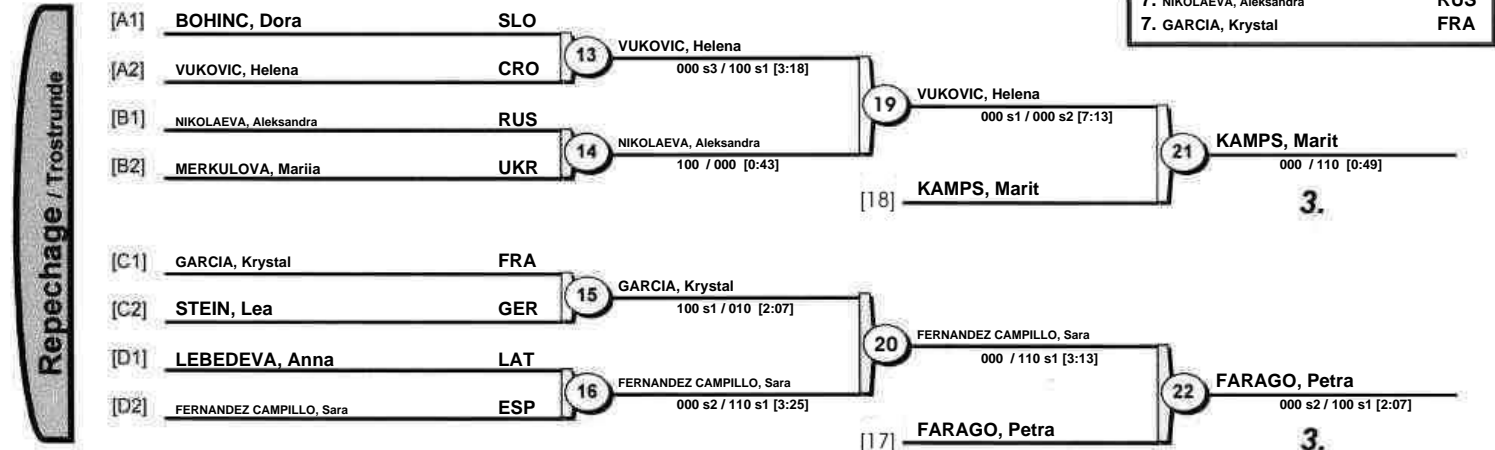 7. NIKOLAEVA, Aleksandra RUS
7. GARCIA, Krystal FRA
Repechage / Trostrunde
[A1] BOHINC, Dora SLO
[A2] VUKOVIC, Helena CRO
13 VUKOVIC, Helena
000 s3 / 100 s1 [3:18]
[B1] NIKOLAEVA, Aleksandra RUS
[B2] MERKULOVA, Mariia UKR
14 NIKOLAEVA, Aleksandra
100 / 000 [0:43]
19 VUKOVIC, Helena
000 s1 / 000 s2 [7:13]
[18] KAMPS, Marit
21 KAMPS, Marit
000 / 110 [0:49]
3.
[C1] GARCIA, Krystal FRA
[C2] STEIN, Lea GER
15 GARCIA, Krystal
100 s1 / 010 [2:07]
[D1] LEBEDEVA, Anna LAT
[D2] FERNANDEZ CAMPILLO, Sara ESP
16 FERNANDEZ CAMPILLO, Sara
000 s2 / 110 s1 [3:25]
20 FERNANDEZ CAMPILLO, Sara
000 / 110 s1 [3:13]
[17] FARAGO, Petra
22 FARAGO, Petra
000 s2 / 100 s1 [2:07]
3.